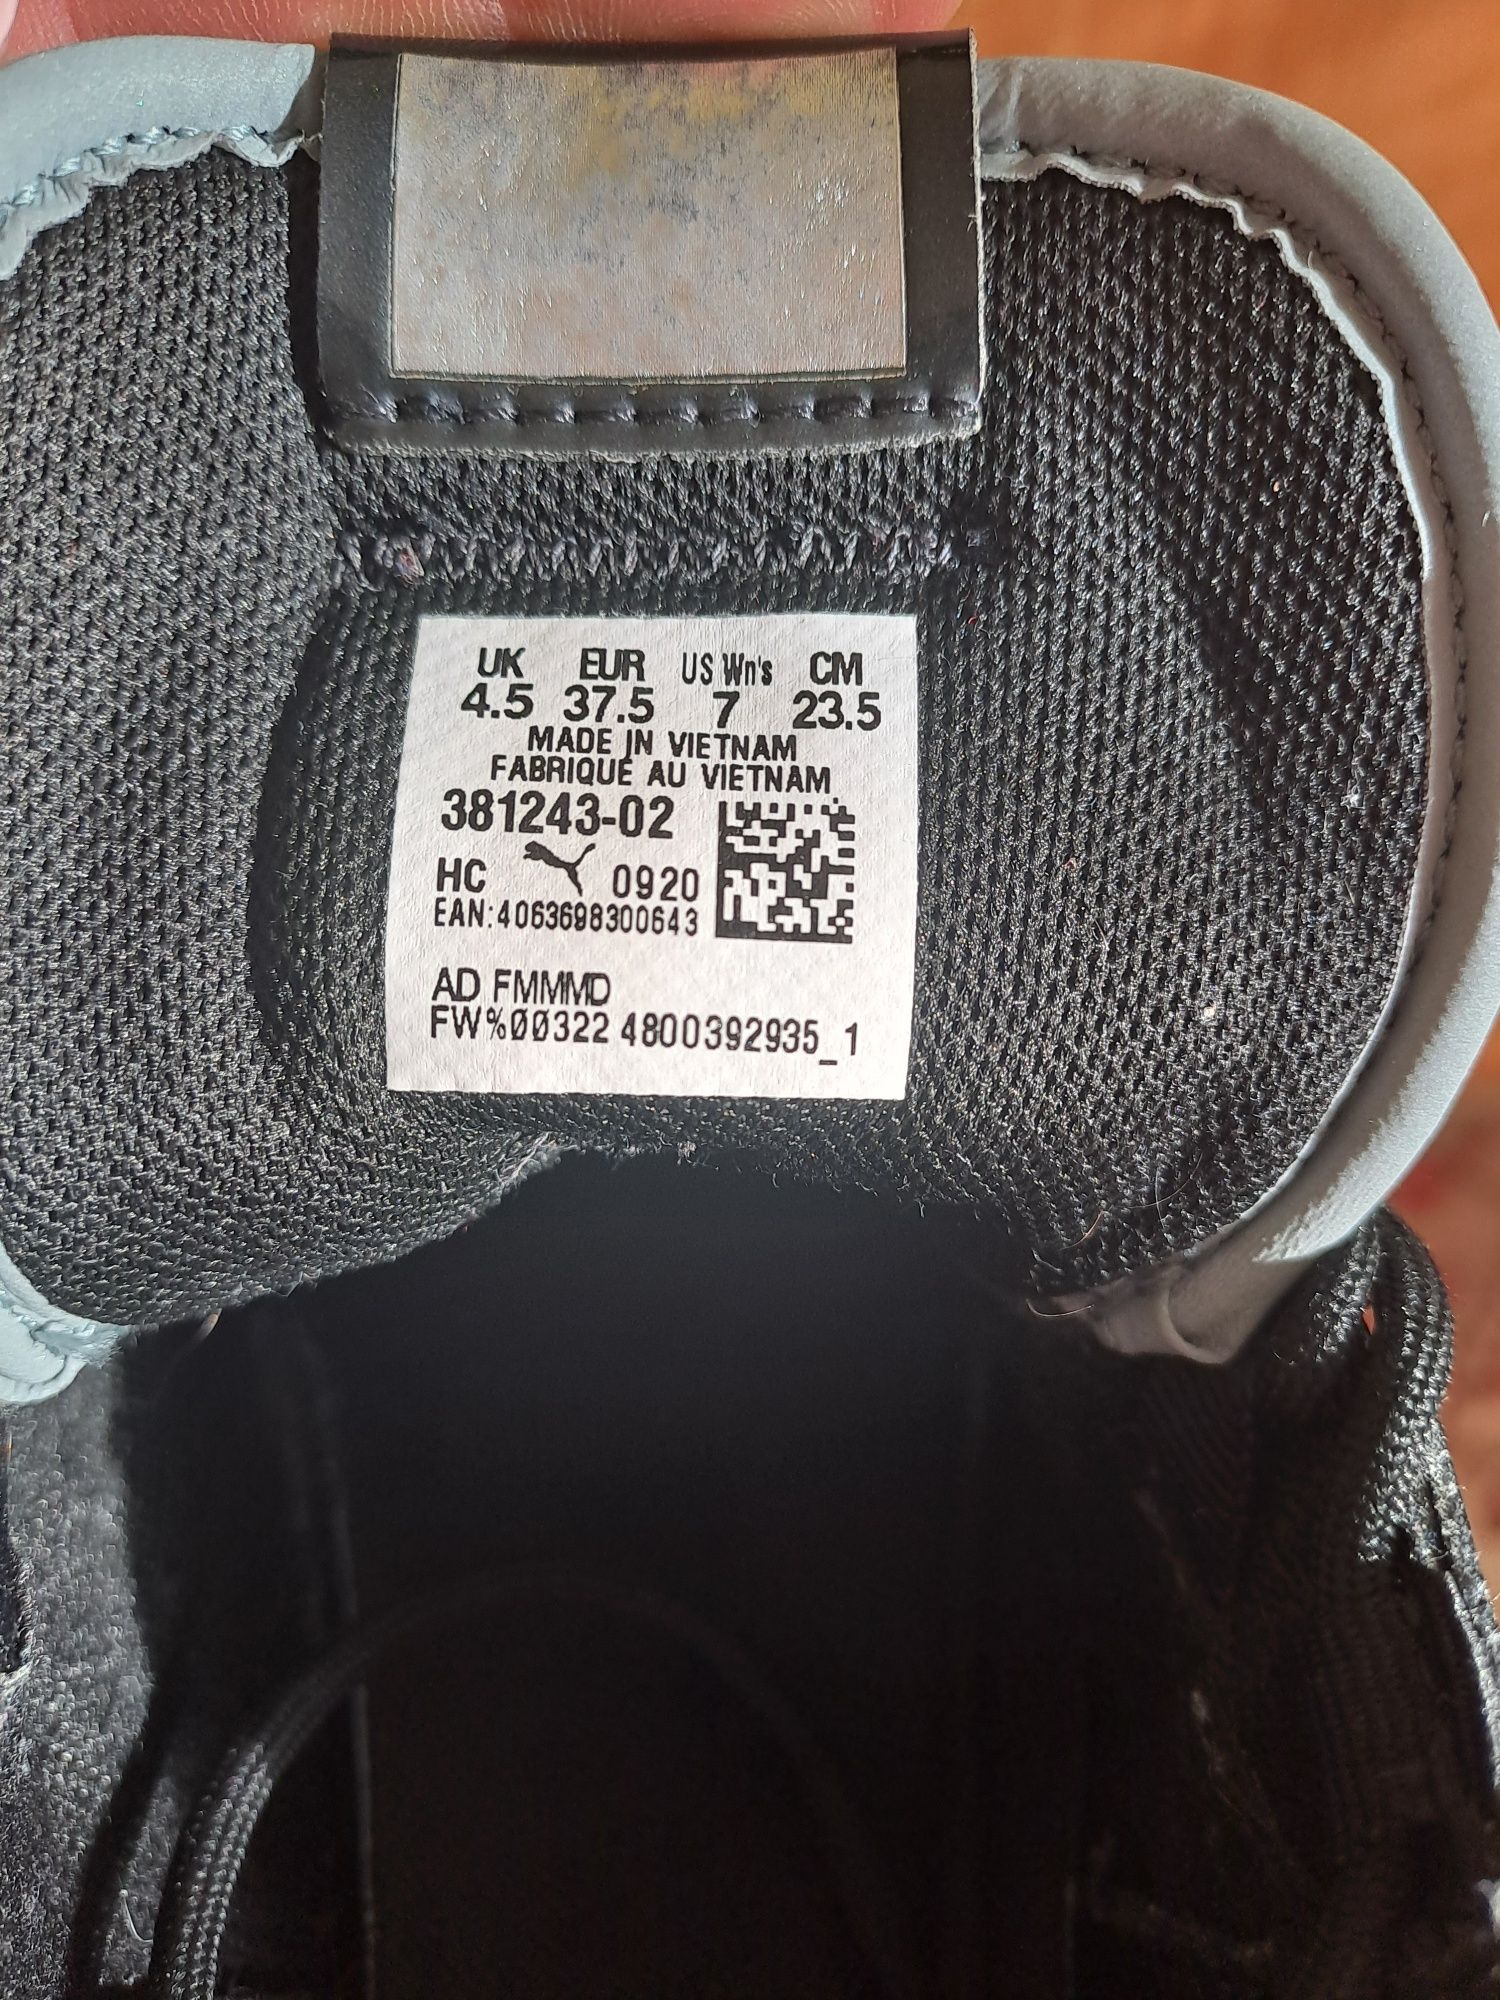 UK EUR US Wn's CM
4.5 37.5 7 23.5
MADE IN VIETNAM
FABRIQUE AU VIETNAM
381243-02
HC 0920
EAN:4063698300643
AD FMMMD
FW%00322 4800392935_1